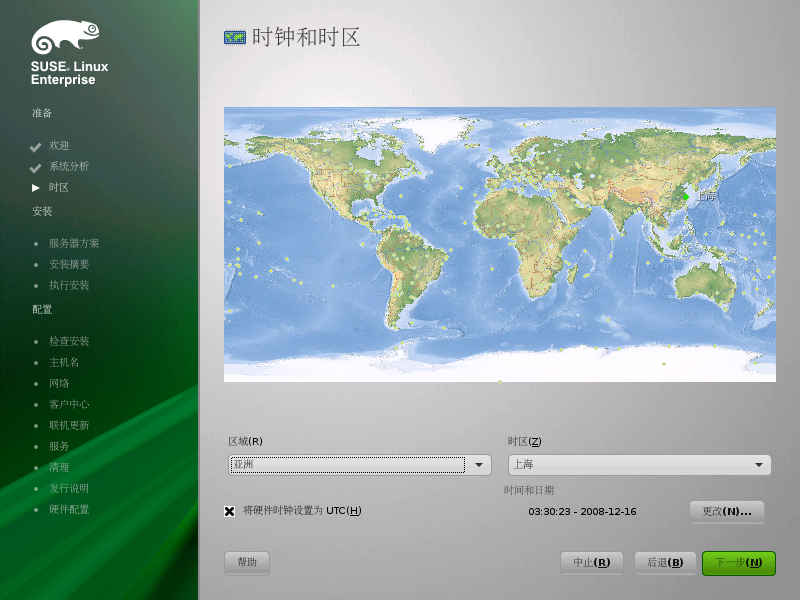 SUSE. Linux
Enterprise
准备
欢迎
系统分析
时区
安装
服务器方案
安装摘要
执行安装
配置
检查安装
主机名
网络
客户中心
联机更新
服务
清理
发行说明
硬件配置
时钟和时区
上海
区域(R)
时区(Z)
亚洲
上海
时间和日期
将硬件时钟设置为 UTC(H)
03:30:23 - 2008-12-16
更改(N)...
帮助
中止(R)
后退(B)
下一步(N)